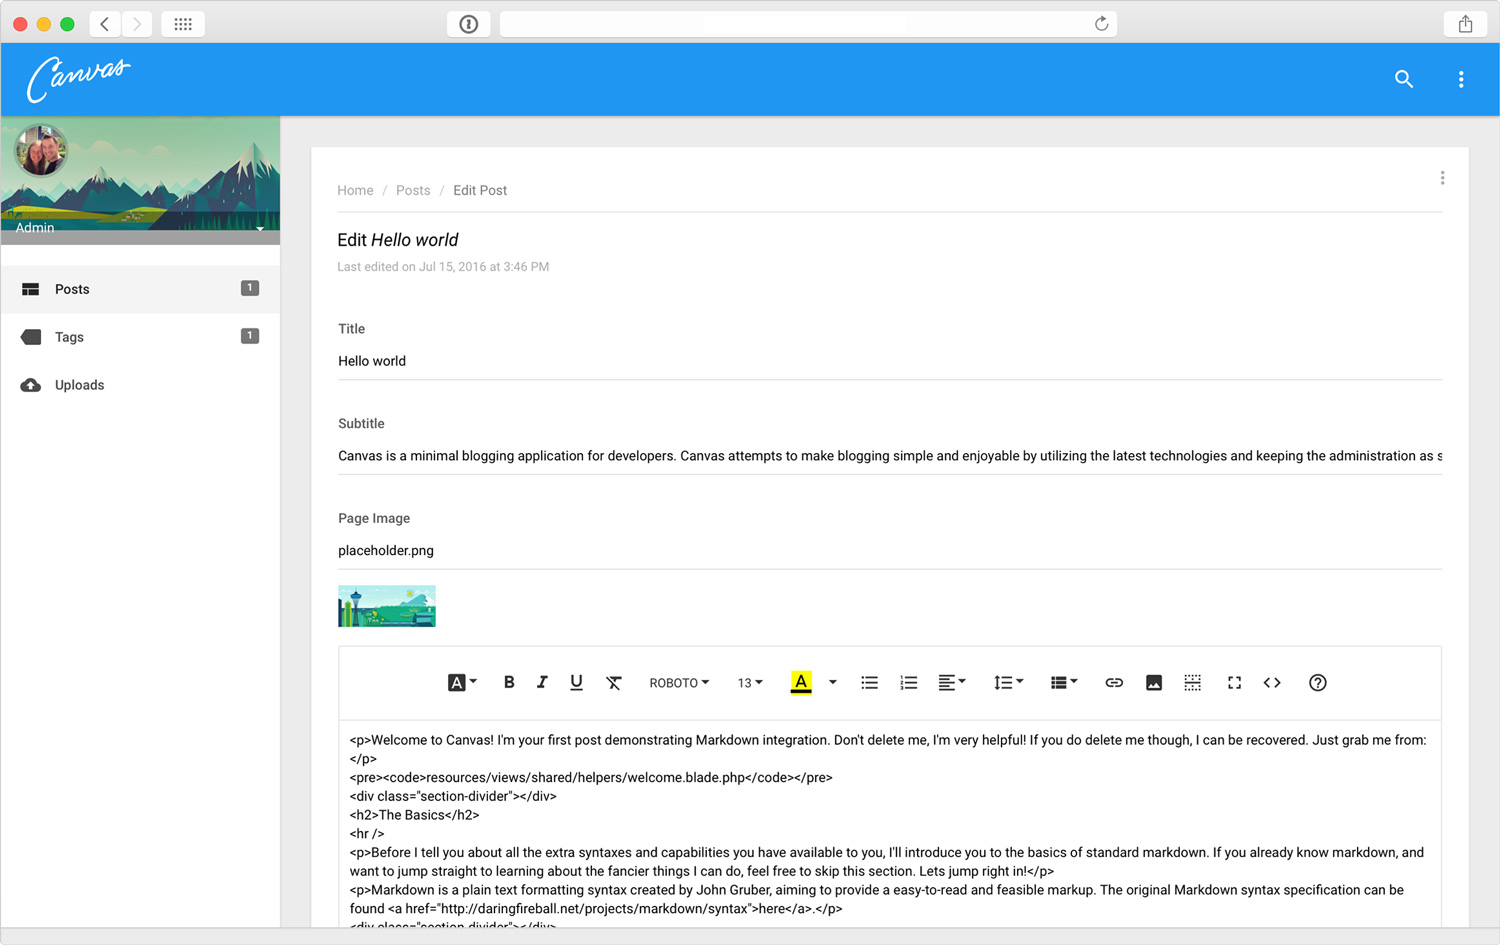 Canvas
Admin
Posts 1
Tags 1
Uploads
Home / Posts / Edit Post
Edit Hello world
Last edited on Jul 15, 2016 at 3:46 PM
Title
Hello world
Subtitle
Canvas is a minimal blogging application for developers. Canvas attempts to make blogging simple and enjoyable by utilizing the latest technologies and keeping the administration as s
Page Image
placeholder.png
A B I U T ROBOTO 13 A
<p>Welcome to Canvas! I'm your first post demonstrating Markdown integration. Don't delete me, I'm very helpful! If you do delete me though, I can be recovered. Just grab me from:
</p>
<pre><code>resources/views/shared/helpers/welcome.blade.php</code></pre>
<div class="section-divider"></div>
<h2>The Basics</h2>
<hr />
<p>Before I tell you about all the extra syntaxes and capabilities you have available to you, I'll introduce you to the basics of standard markdown. If you already know markdown, and
want to jump straight to learning about the fancier things I can do, feel free to skip this section. Lets jump right in!</p>
<p>Markdown is a plain text formatting syntax created by John Gruber, aiming to provide a easy-to-read and feasible markup. The original Markdown syntax specification can be
found <a href="http://daringfireball.net/projects/markdown/syntax">here</a>.</p>
<div class="section-divider"></div>